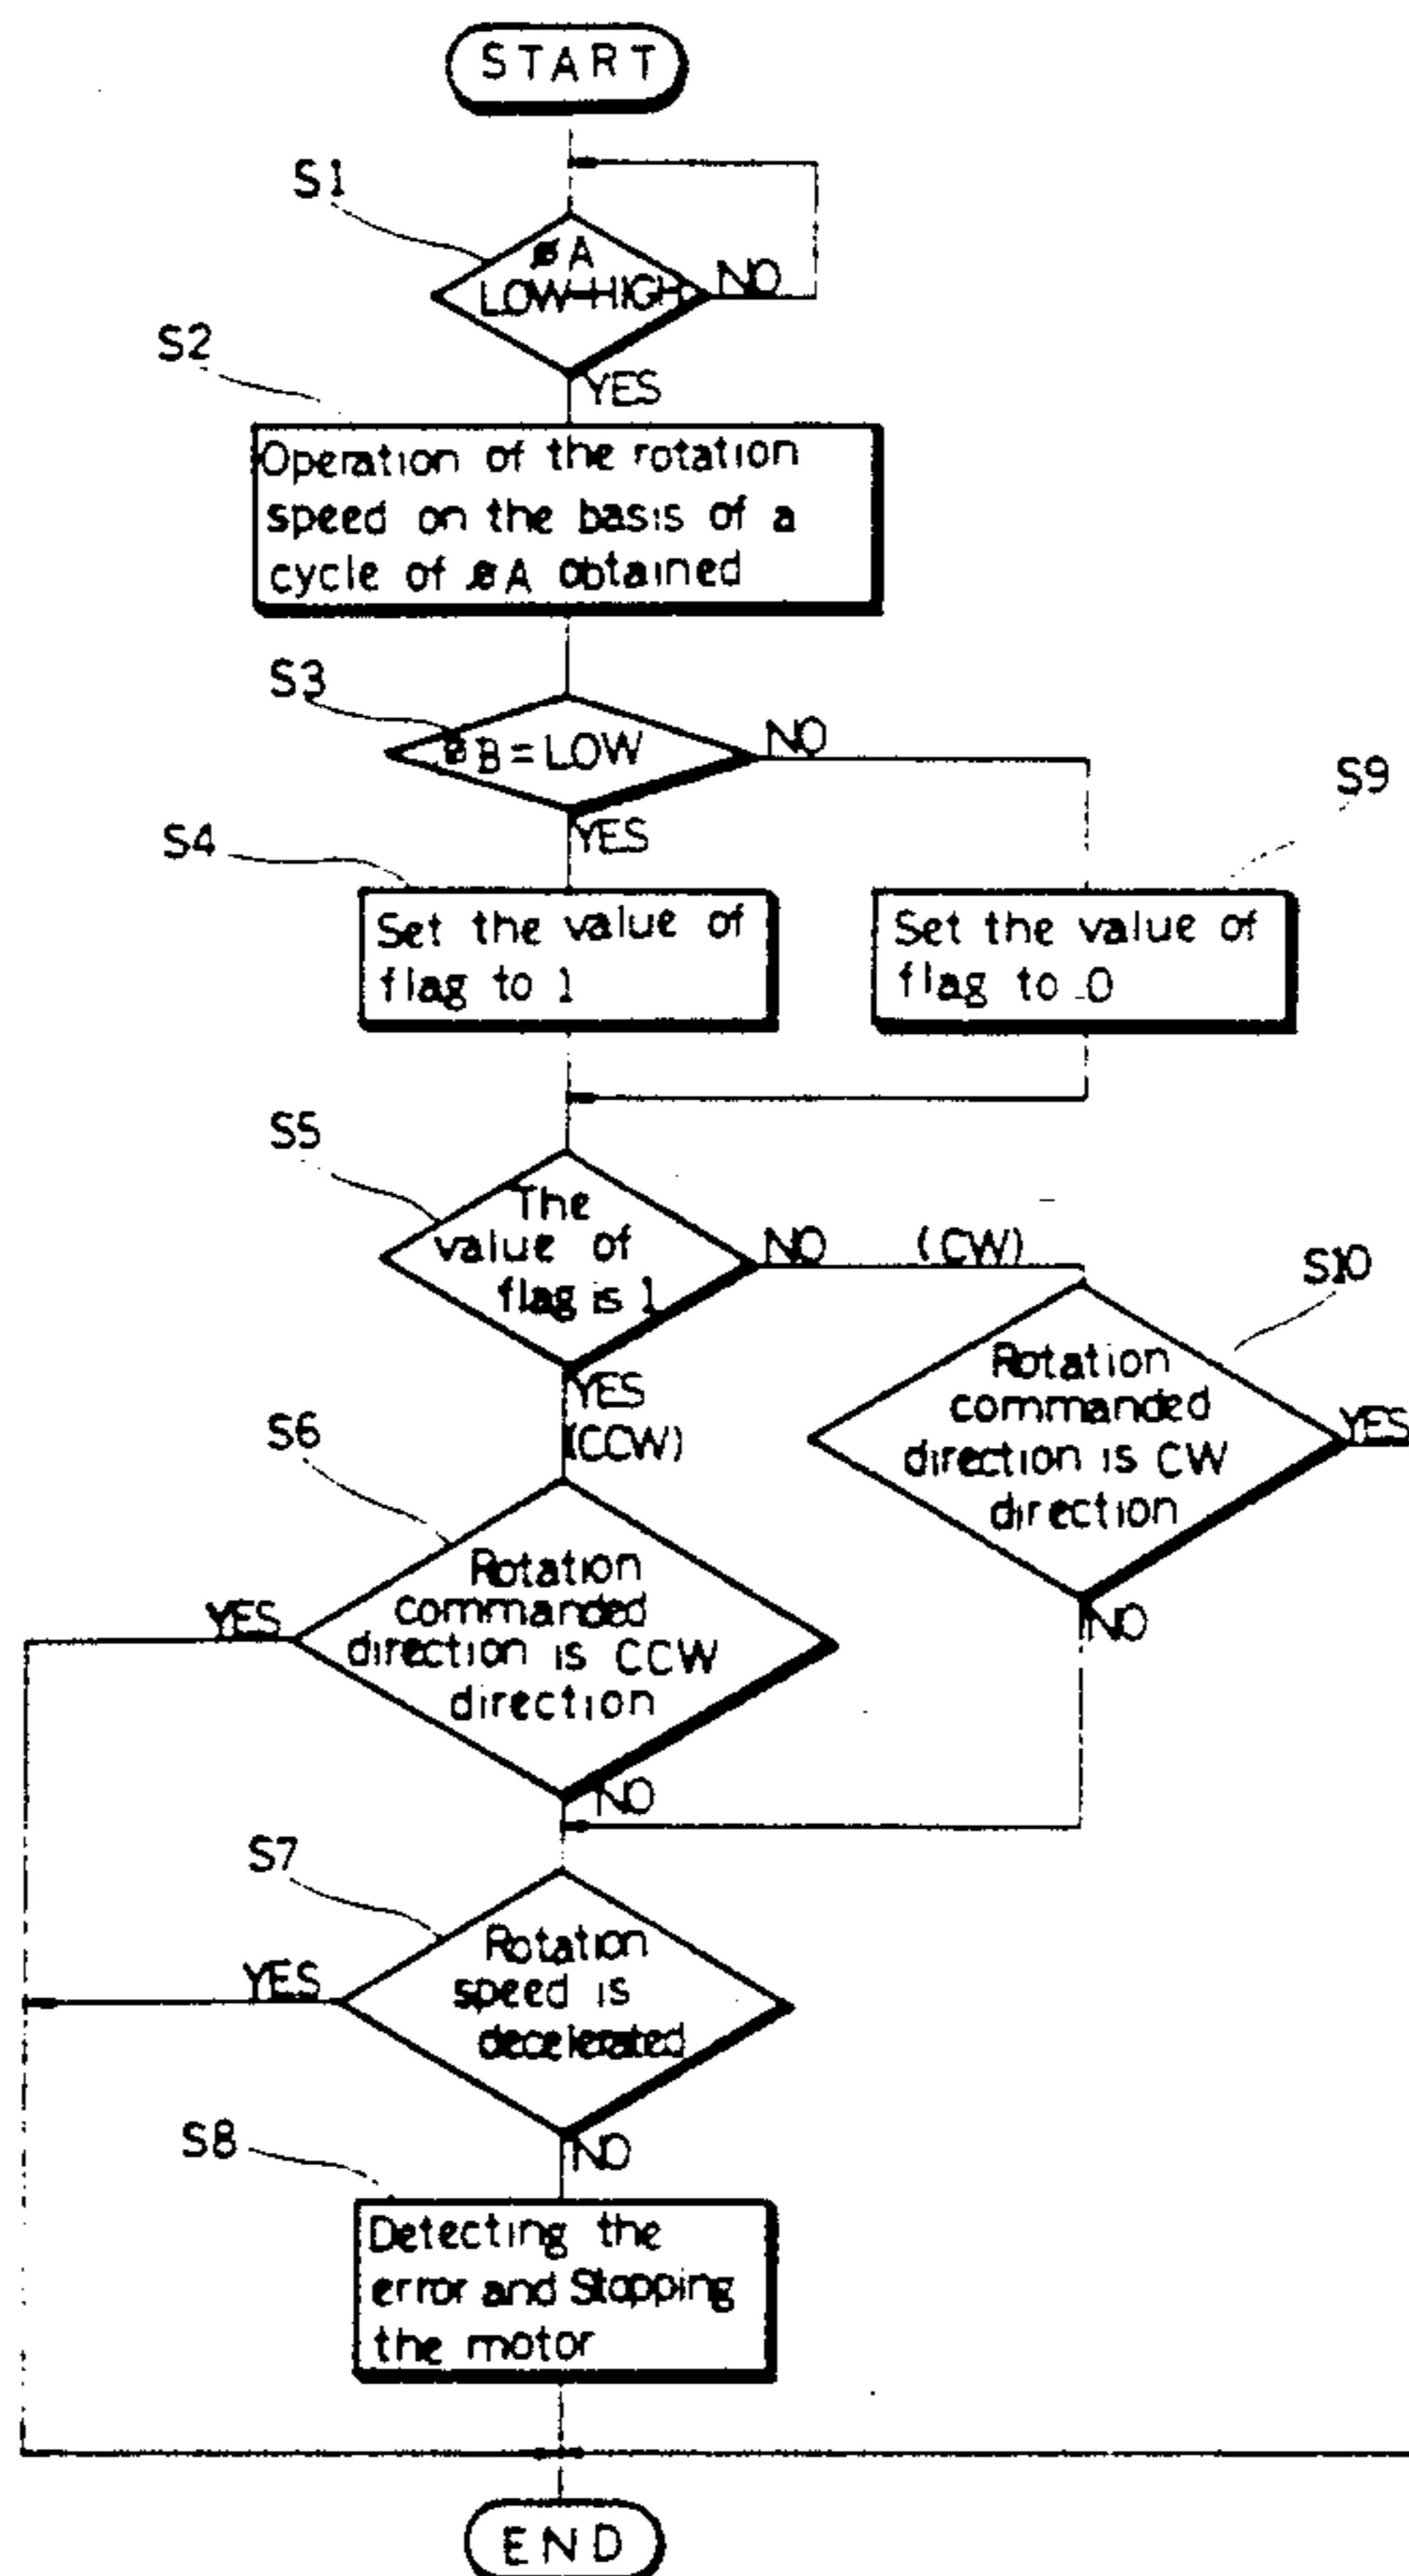 START
S1
øA
LOW→HIGH
NO
YES
S2
Operation of the rotation
speed on the basis of a
cycle of øA obtained
S3
øB = LOW
NO
YES
S4
Set the value of
flag to 1
S9
Set the value of
flag to 0
S5
The
value of
flag is 1
NO (CW)
YES
(CCW)
S10
Rotation
commanded
direction is CW
direction
YES
NO
S6
Rotation
commanded
direction is CCW
direction
YES
NO
S7
Rotation
speed is
decelerated
YES
NO
S8
Detecting the
error and Stopping
the motor
END